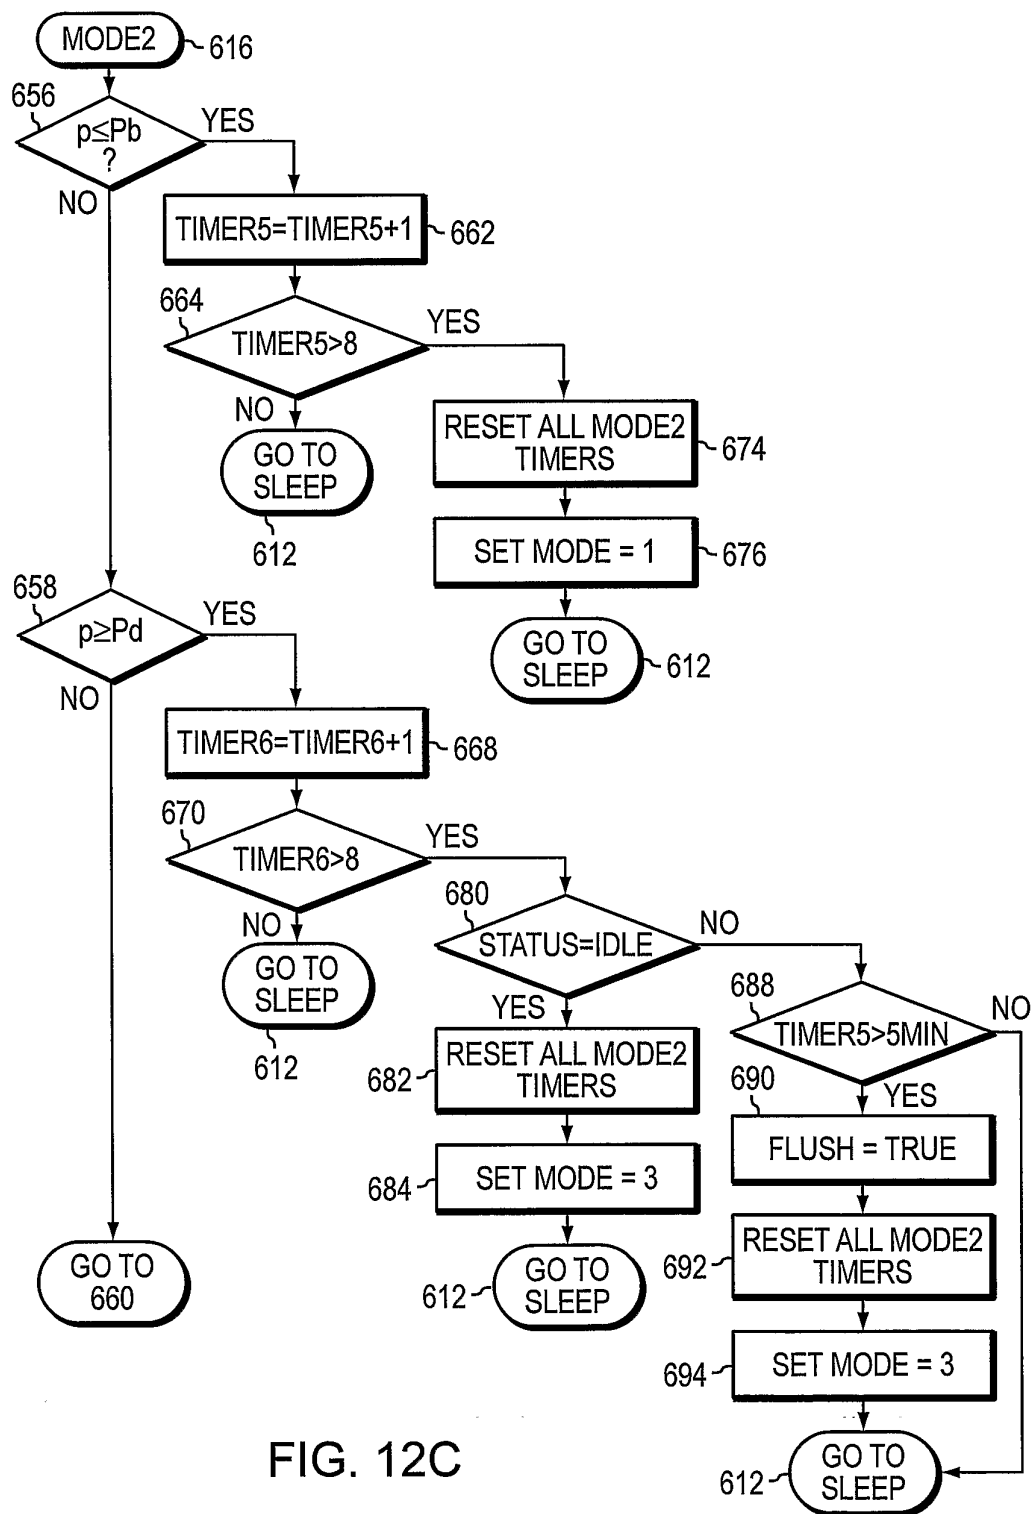 MODE2
616
656
p≤Pb
?
YES
NO
TIMER5=TIMER5+1
662
664
TIMER5>8
YES
NO
GO TO
SLEEP
612
RESET ALL MODE2
TIMERS
674
SET MODE = 1
676
GO TO
SLEEP
612
658
p≥Pd
YES
NO
TIMER6=TIMER6+1
668
670
TIMER6>8
YES
NO
GO TO
SLEEP
612
680
STATUS=IDLE
NO
YES
RESET ALL MODE2
TIMERS
682
SET MODE = 3
684
GO TO
SLEEP
612
688
TIMER5>5MIN
NO
YES
690
FLUSH = TRUE
RESET ALL MODE2
TIMERS
692
SET MODE = 3
694
GO TO
SLEEP
612
GO TO
660
FIG. 12C